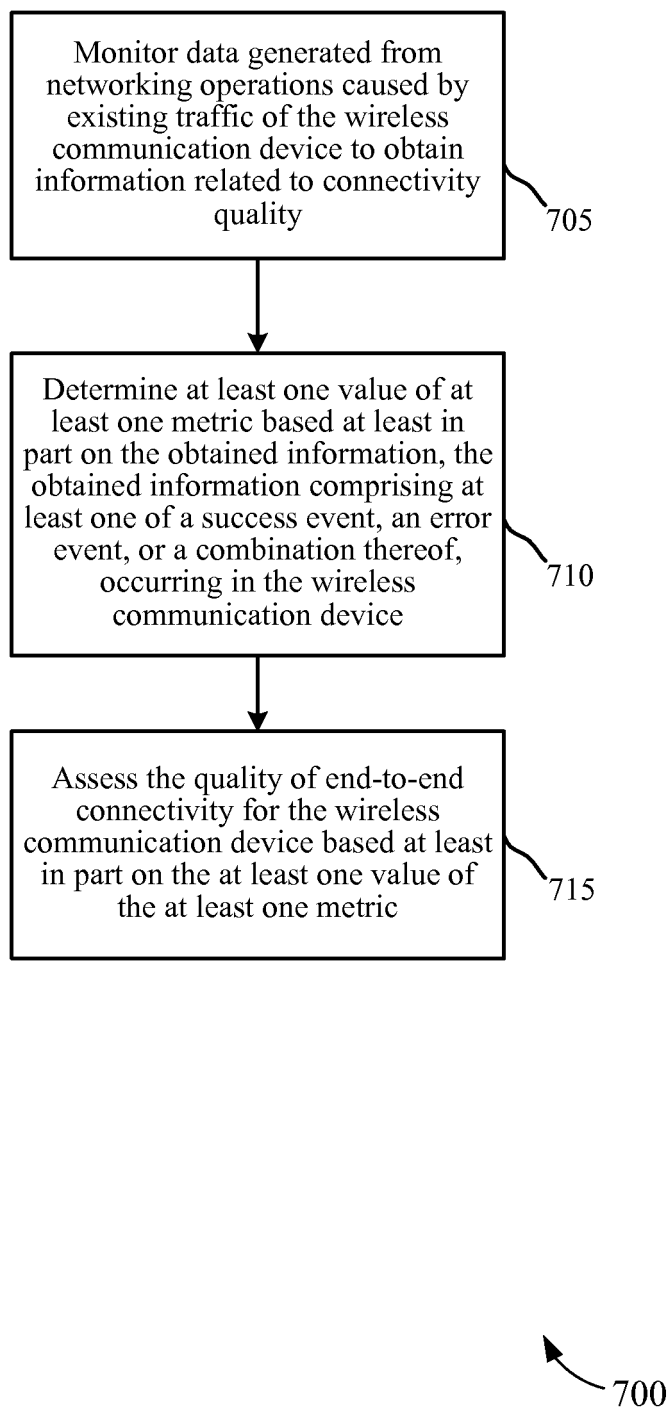 Monitor data generated from
networking operations caused by
existing traffic of the wireless
communication device to obtain
information related to connectivity
quality
705
Determine at least one value of at
least one metric based at least in
part on the obtained information, the
obtained information comprising at
least one of a success event, an error
event, or a combination thereof,
occurring in the wireless
communication device
710
Assess the quality of end-to-end
connectivity for the wireless
communication device based at least
in part on the at least one value of
the at least one metric
715
700